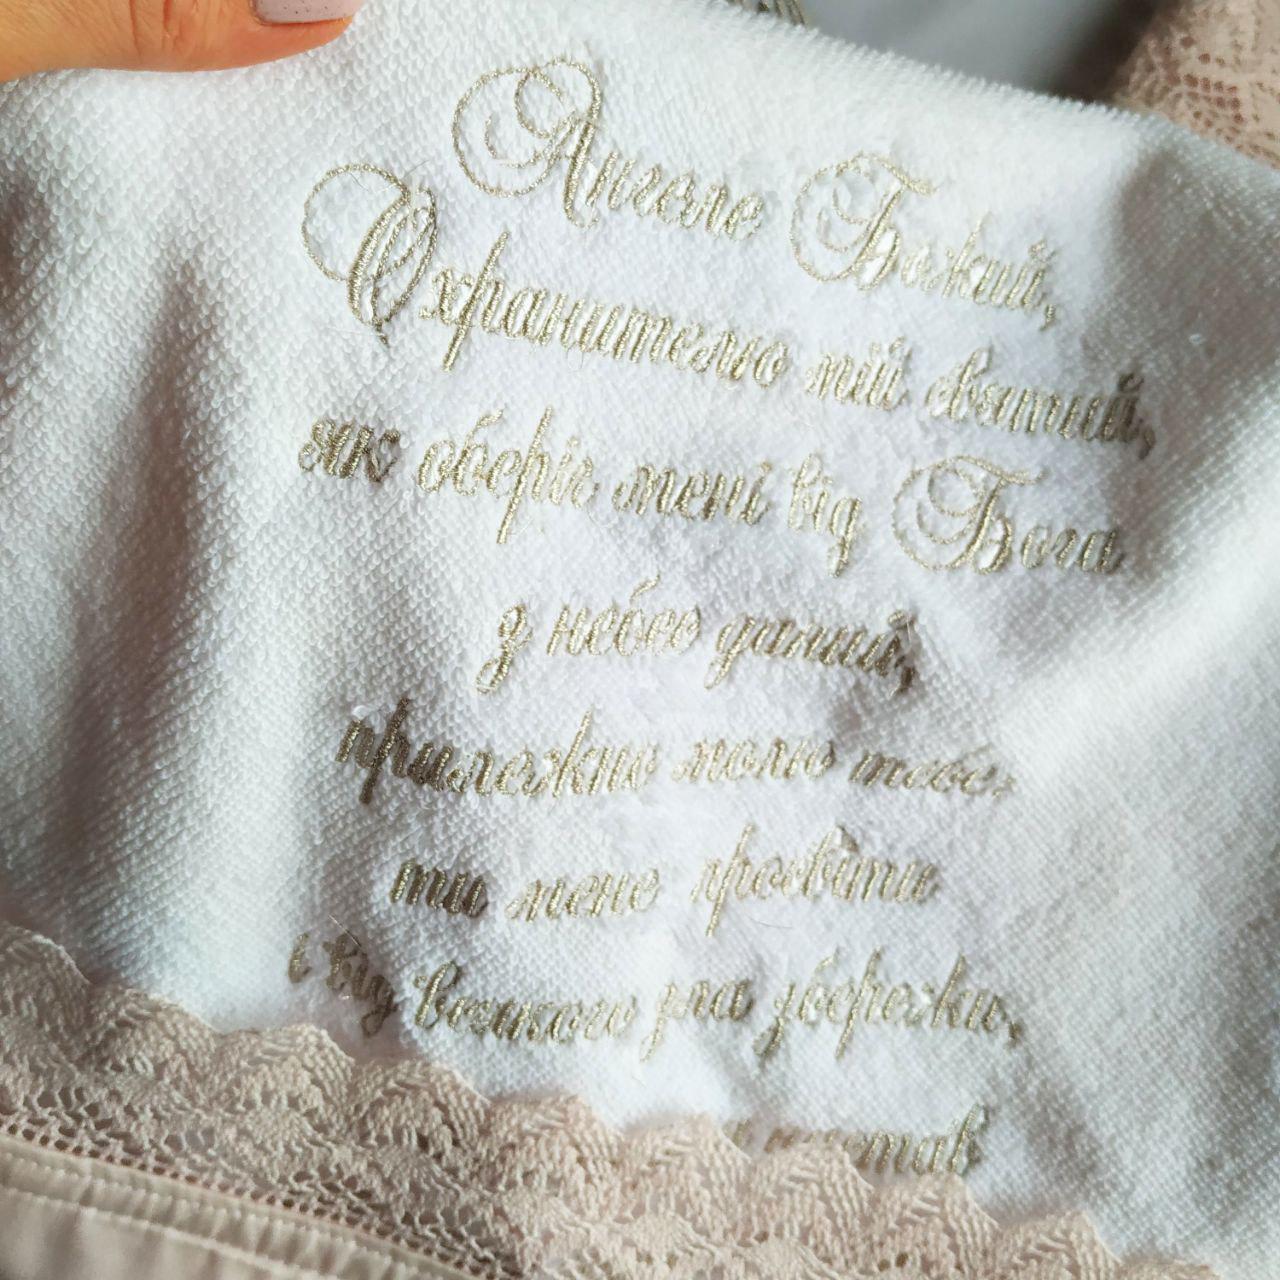 Ангеле Божий,
Охранителю мій святий,
як оберіг мені від Бога
з небес даний,
прилежно молю тебе:
ти мене просвіти
і від всякого зла збережи,